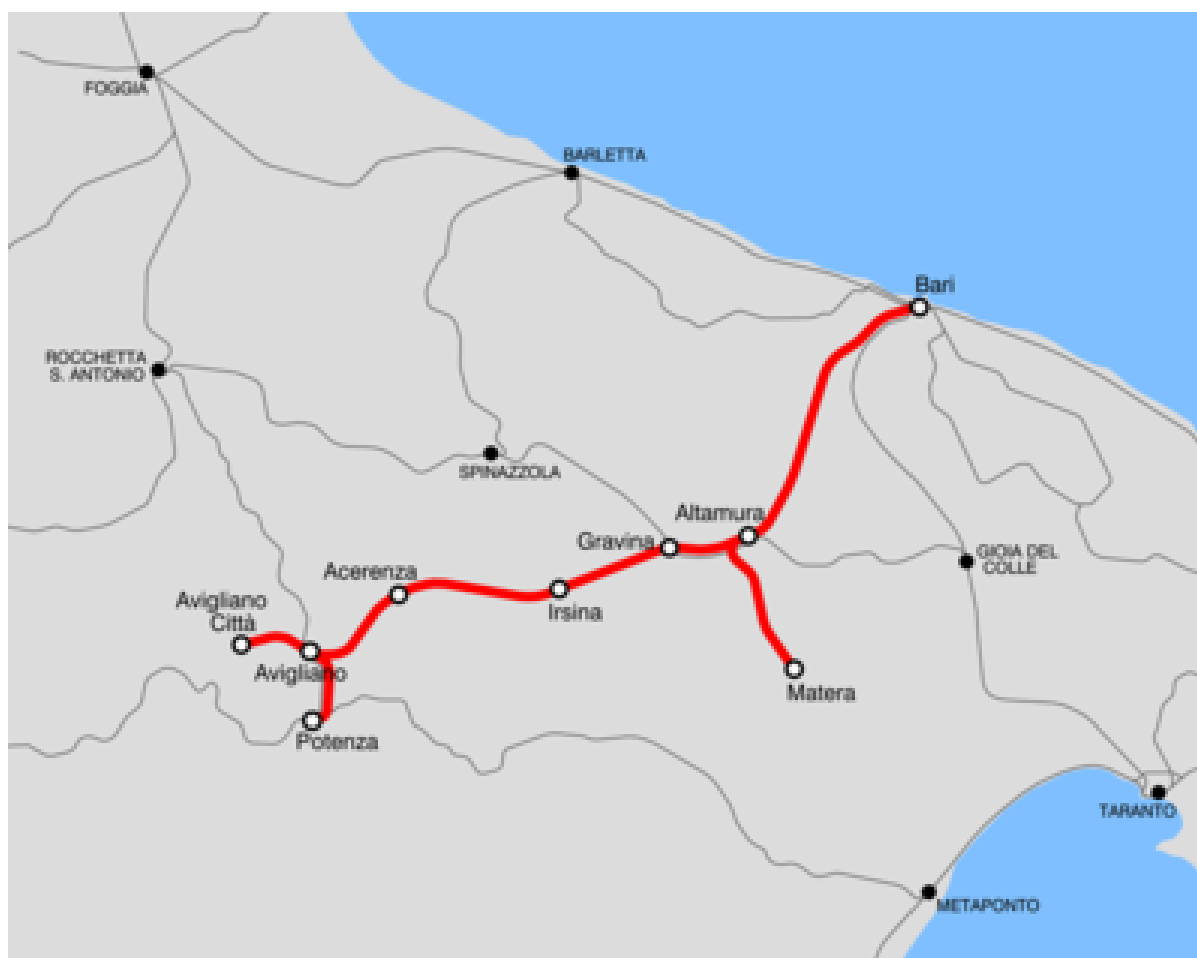 FOGGIA
BARLETTA
Bari
ROCCHETTA
S. ANTONIO
SPINAZZOLA
Altamura
Gravina
GIOIA DEL
COLLE
Acerenza
Avigliano
Città
Irsina
Avigliano
Matera
Potenza
TARANTO
METAPONTO